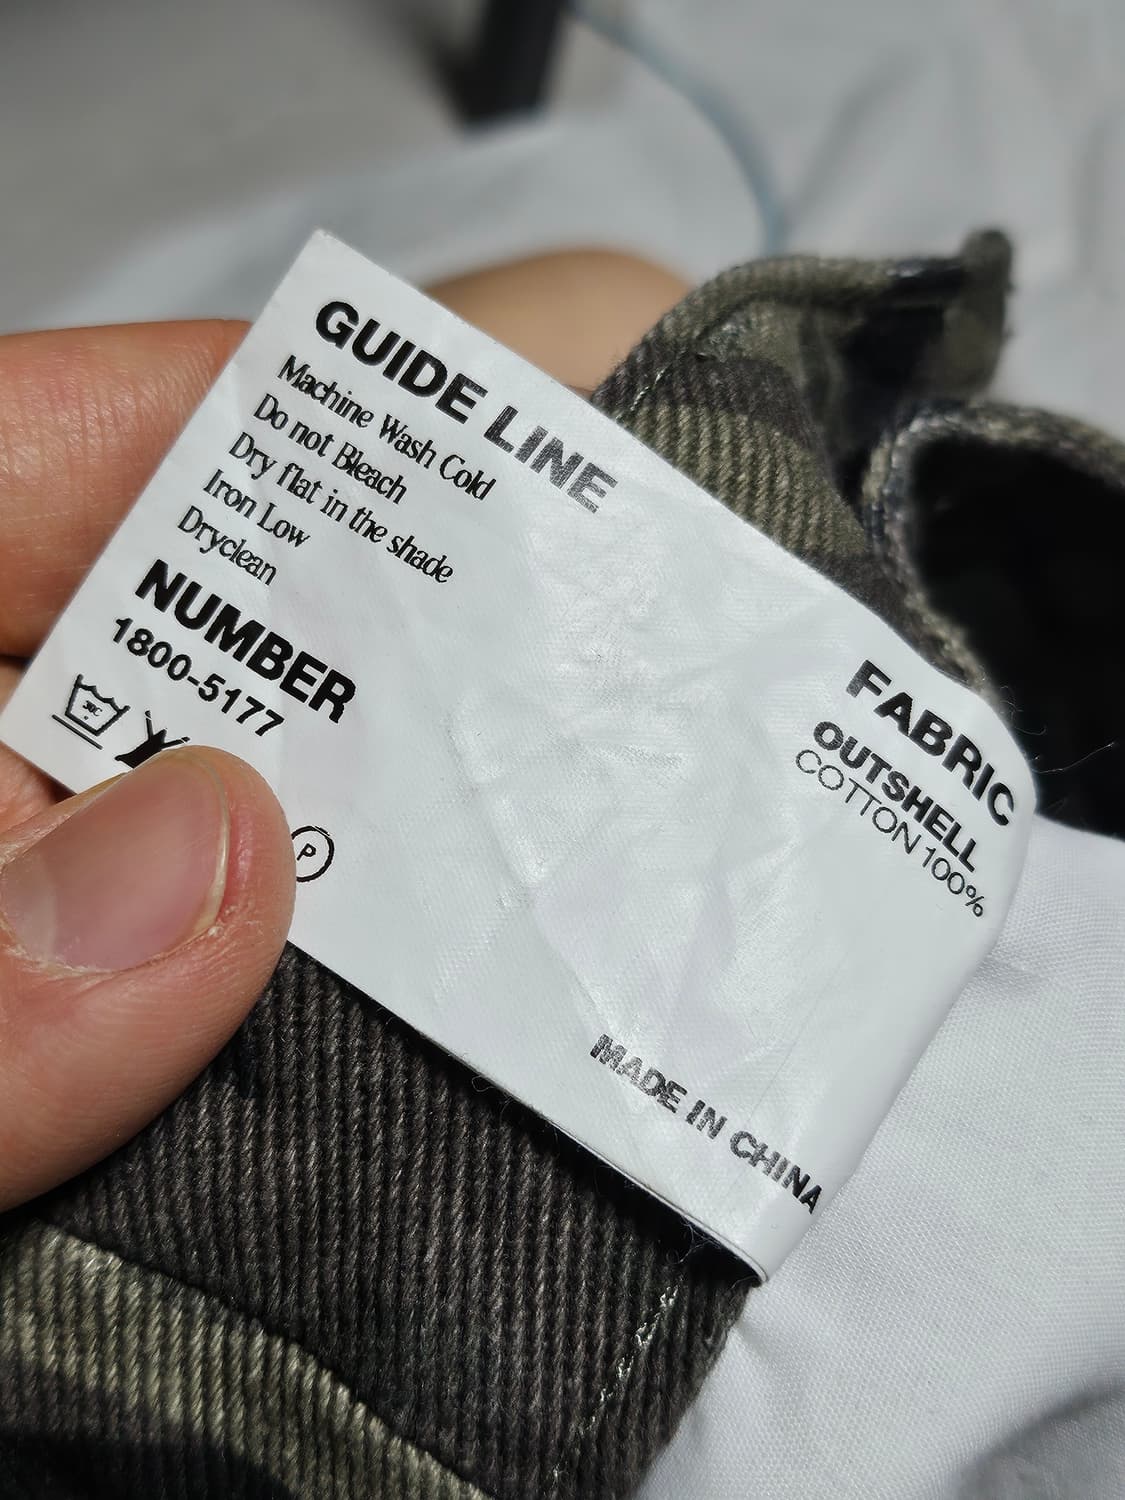 GUIDE LINE
Machine Wash Cold
Do not Bleach
Dry flat in the shade
Iron Low
Dryclean
NUMBER
1800-5177
30C
P
FABRIC
OUTSHELL
COTTON 100%
MADE IN CHINA